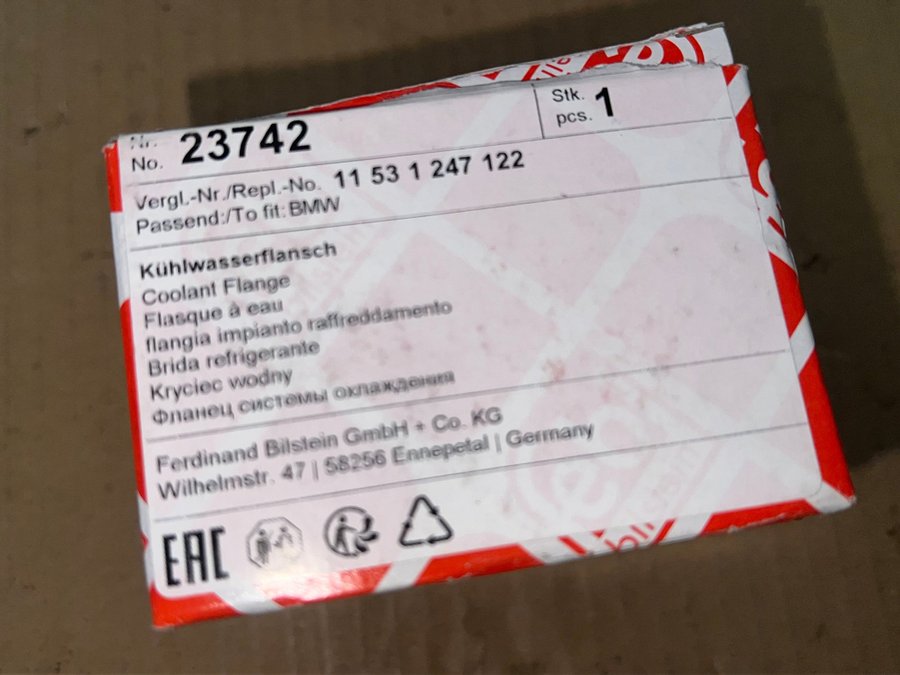 Nr.
No. 23742
Stk.
pcs. 1
Vergl.-Nr./Repl.-No. 11 53 1 247 122
Passend:/To fit: BMW
Kühlwasserflansch
Coolant Flange
Flasque à eau
flangia impianto raffreddamento
Brida refrigerante
Kryciec wodny
Фланец системы охлаждения
Ferdinand Bilstein GmbH + Co. KG
Wilhelmstr. 47 | 58256 Ennepetal | Germany
EAC